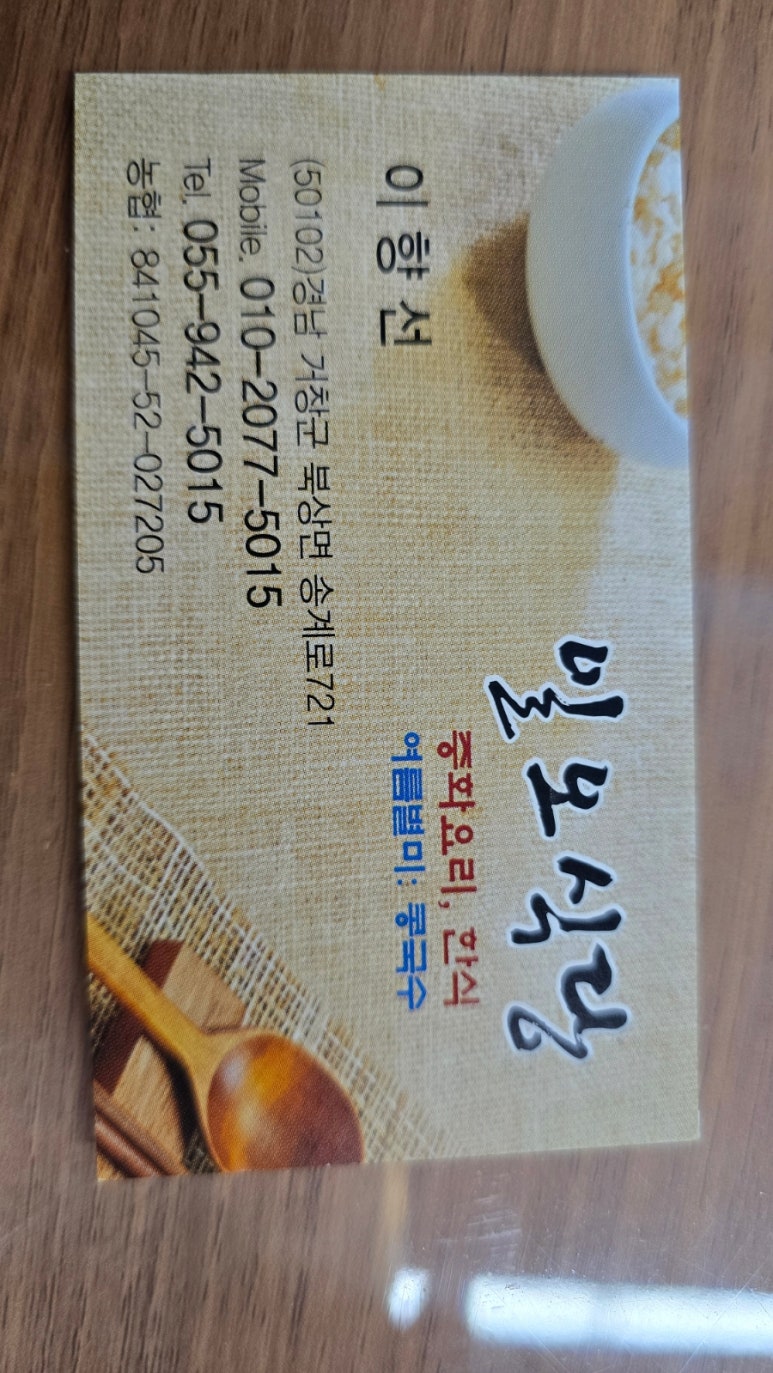 밀모식당
중화요리, 한식
여름별미: 콩국수
이향선
(50102)경남 거창군 북상면 송계로721
Mobile. 010-2077-5015
Tel. 055-942-5015
농협: 841045-52-027205